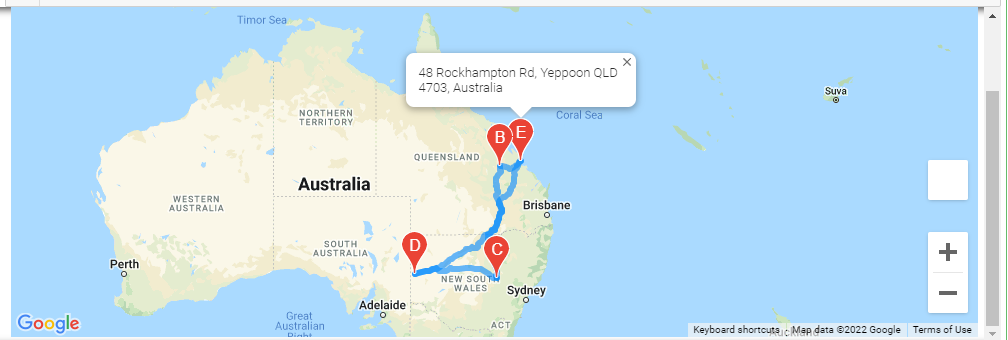 Timor Sea
48 Rockhampton Rd, Yeppoon QLD
4703, Australia
Suva
Coral Sea
NORTHERN
TERRITORY
B
E
QUEENSLAND
Australia
WESTERN
AUSTRALIA
Brisbane
D
C
SOUTH
AUSTRALIA
Perth
NEW SOUTH
WALES
Sydney
Adelaide
Great
Australian
ACT
Google
Keyboard shortcuts
Map data ©2022 Google
Terms of Use